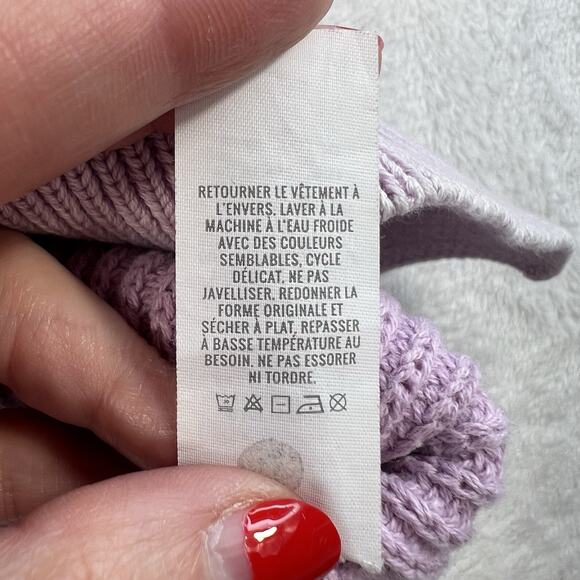 RETOURNER LE VÊTEMENT À
L'ENVERS. LAVER À LA
MACHINE À L'EAU FROIDE
AVEC DES COULEURS
SEMBLABLES, CYCLE
DÉLICAT, NE PAS
JAVELLISER, REDONNER LA
FORME ORIGINALE ET
SÉCHER À PLAT, REPASSER
À BASSE TEMPÉRATURE AU
BESOIN. NE PAS ESSORER
NI TORDRE.